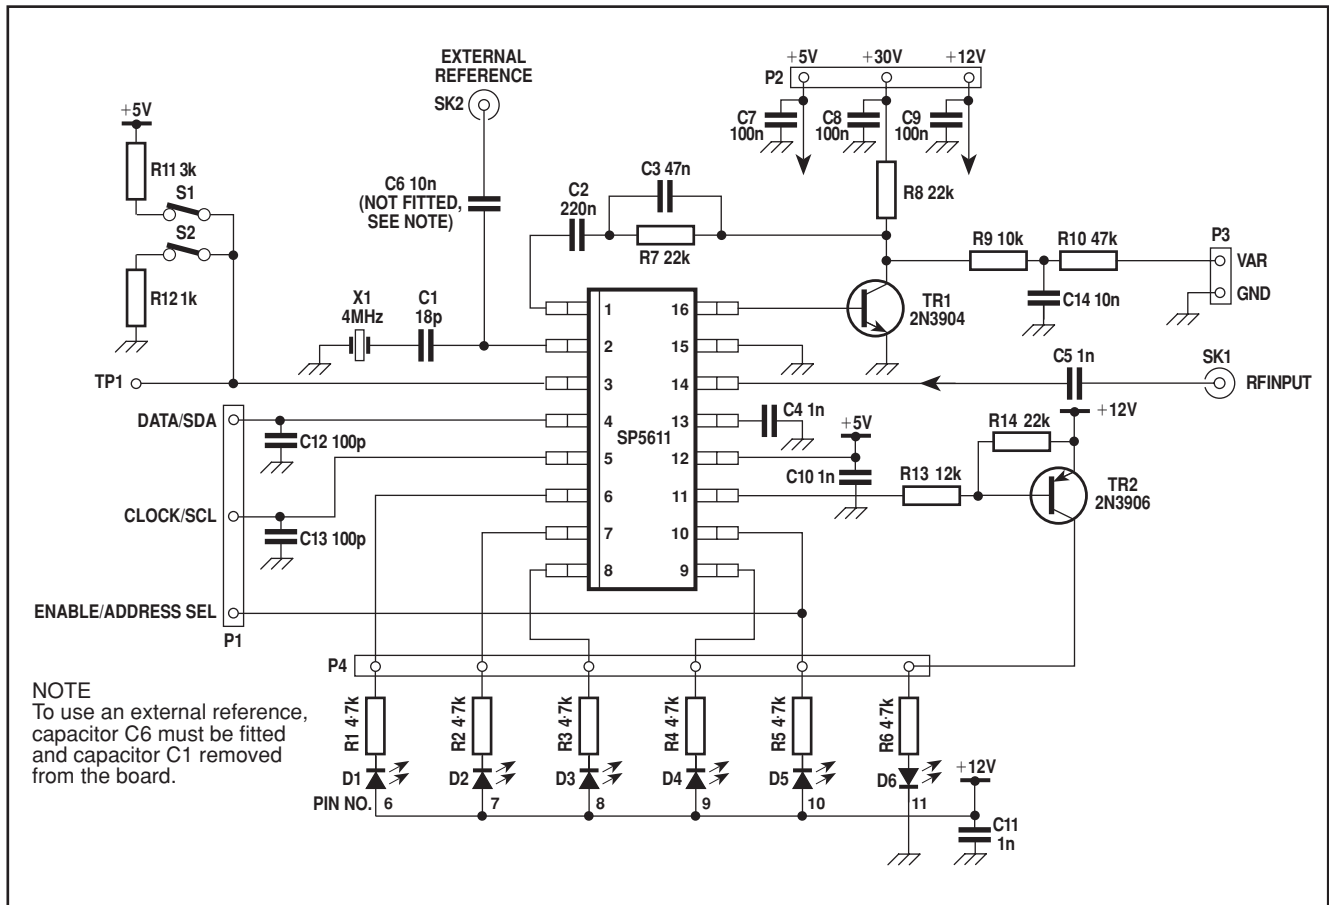 EXTERNAL
REFERENCE
SK2
+5V
+30V
+12V
P2
C7
100n
C8
100n
C9
100n
+5V
R11 3k
S1
S2
R12 1k
C6 10n
(NOT FITTED,
SEE NOTE)
C2
220n
C3 47n
R7 22k
R8 22k
R9 10k
R10 47k
P3
VAR
GND
C14 10n
TR1
2N3904
X1
4MHz
C1
18p
TP1
1
2
3
4
5
6
7
8
SP5611
16
15
14
13
12
11
10
9
C5 1n
SK1
RFINPUT
+12V
R14 22k
C4 1n
+5V
C10 1n
R13 12k
TR2
2N3906
DATA/SDA
C12 100p
CLOCK/SCL
C13 100p
ENABLE/ADDRESS SEL
P1
P4
R1 4·7k
R2 4·7k
R3 4·7k
R4 4·7k
R5 4·7k
R6 4·7k
D1
D2
D3
D4
D5
D6
+12V
PIN NO.
6
7
8
9
10
11
C11
1n
NOTE
To use an external reference,
capacitor C6 must be fitted
and capacitor C1 removed
from the board.